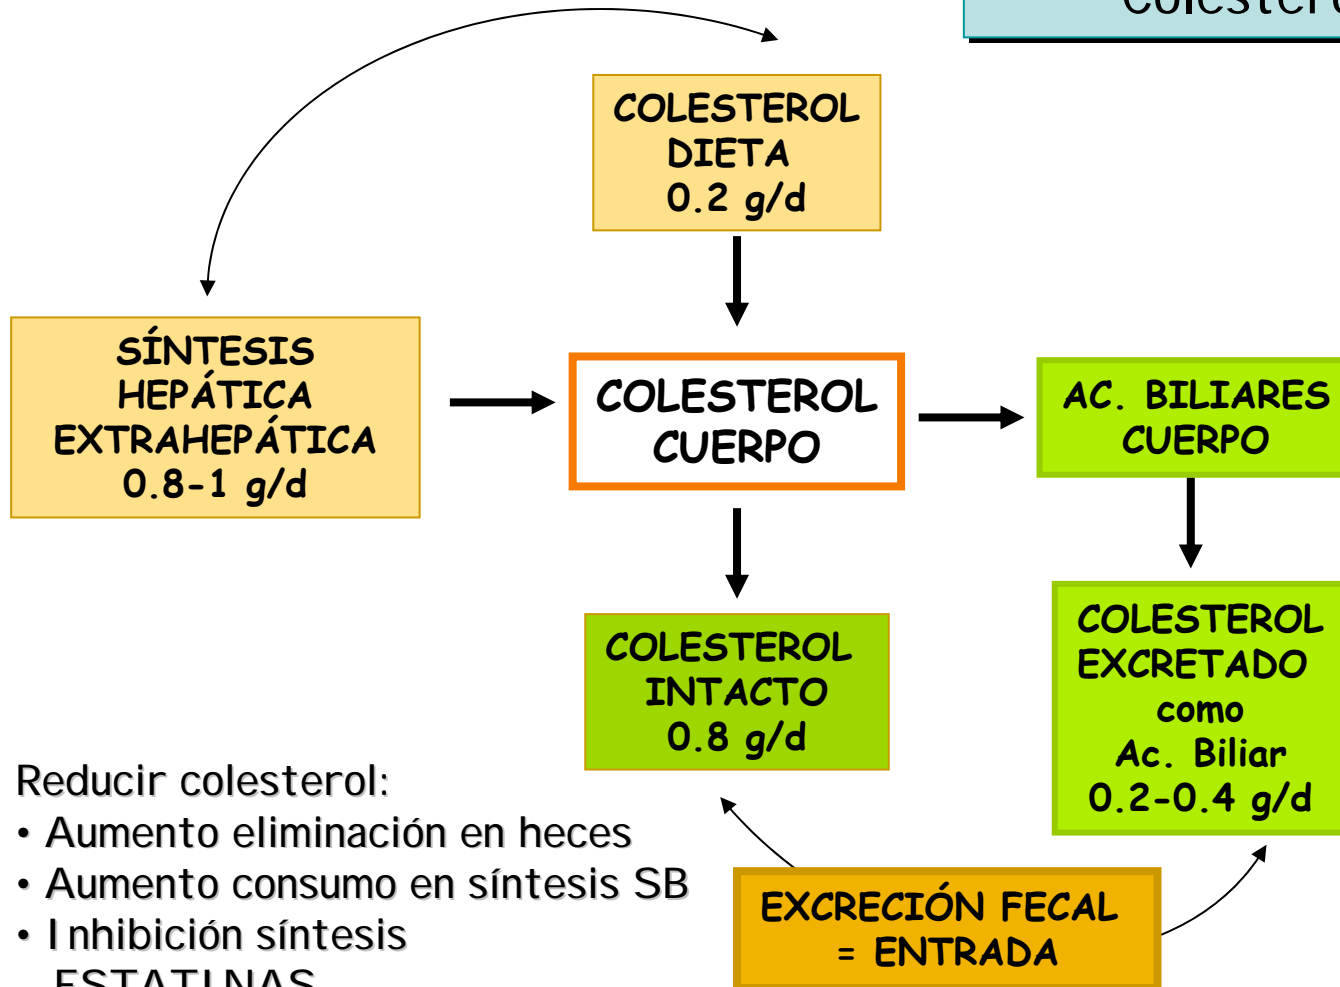 COLESTEROL
DIETA
0.2 g/d
SÍNTESIS
HEPÁTICA
EXTRAHEPÁTICA
0.8-1 g/d
COLESTEROL
CUERPO
AC. BILIARES
CUERPO
COLESTEROL
INTACTO
0.8 g/d
COLESTEROL
EXCRETADO
como
Ac. Biliar
0.2-0.4 g/d
Reducir colesterol:
• Aumento eliminación en heces
• Aumento consumo en síntesis SB
• Inhibición síntesis
ESTATINAS
EXCRECIÓN FECAL
= ENTRADA